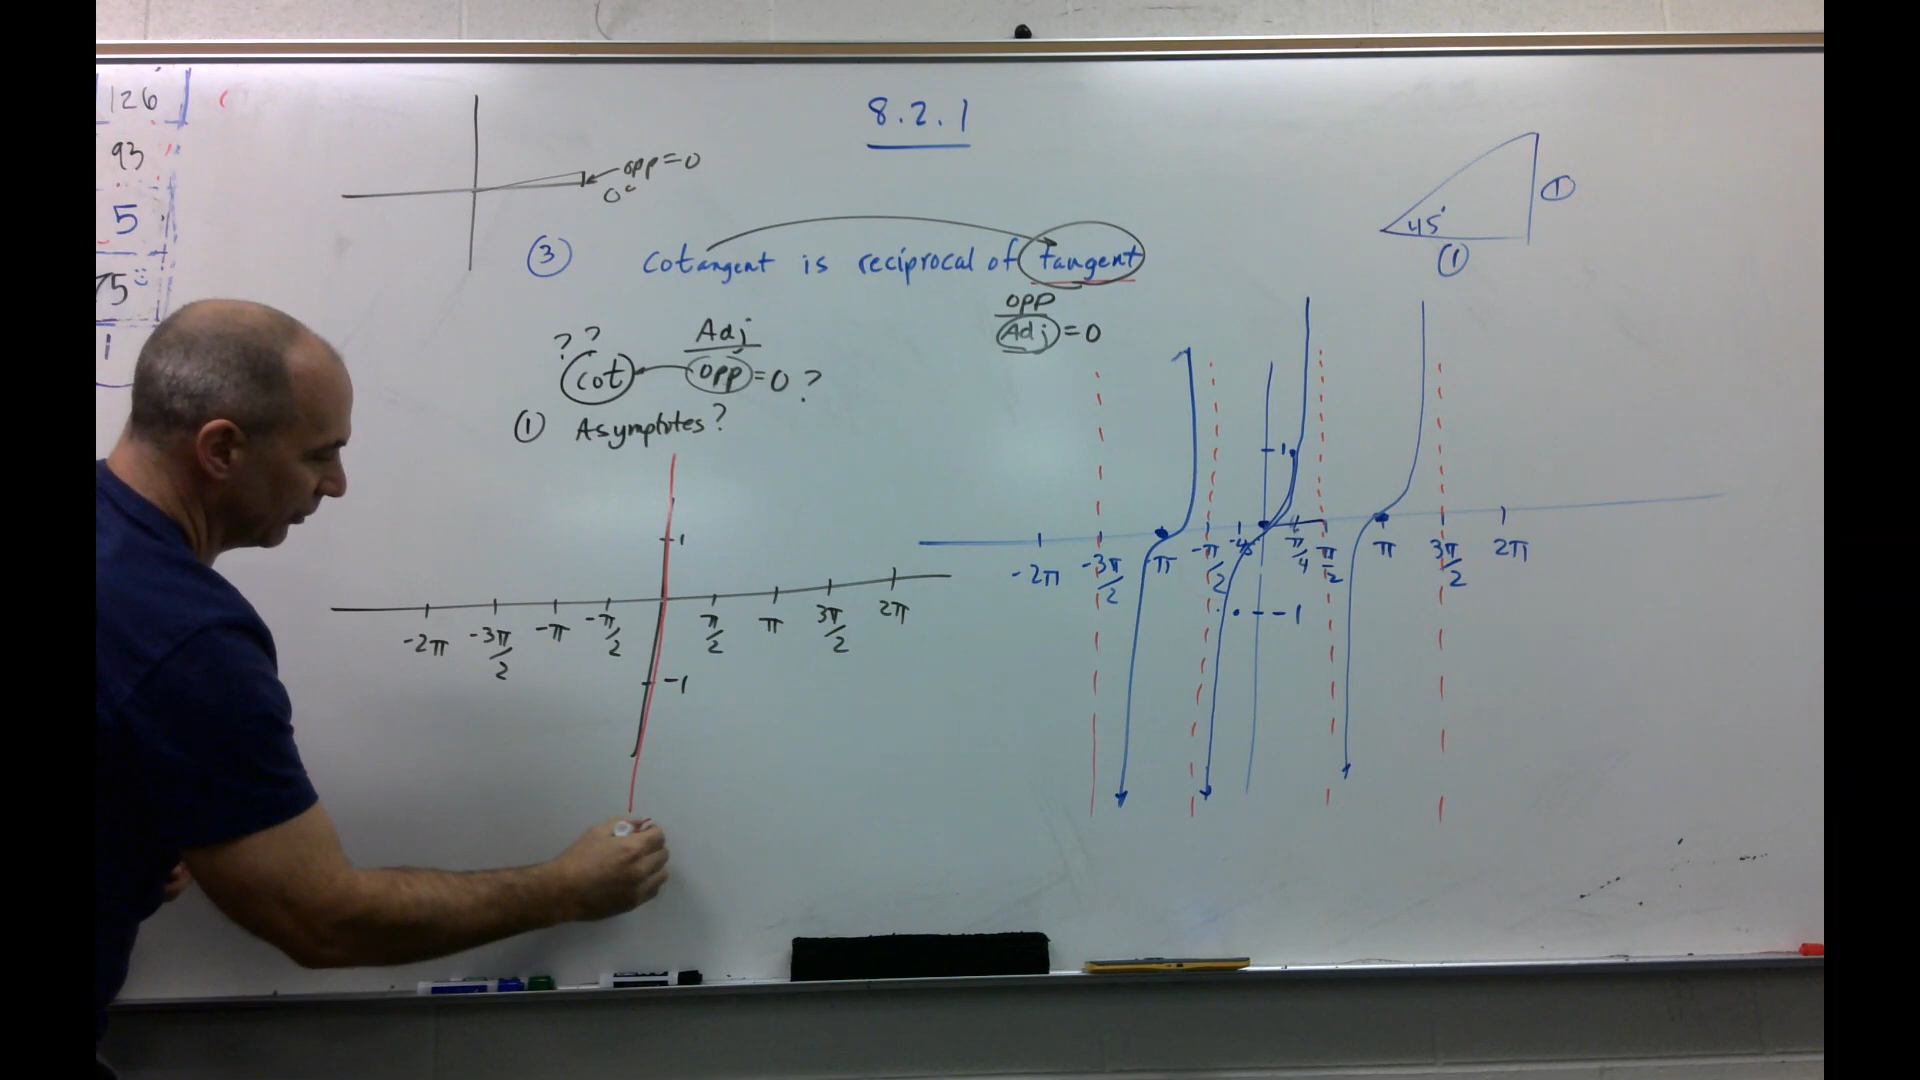 126
93
5
75
1
8.2.1
opp=0
0°
45°
1
1
③ Cotangent is reciprocal of tangent
opp
Adj =0
??
Adj
cot opp =0?
① Asymptotes?
1
-2π -3π/2 -π -π/2 π/2 π 3π/2 2π
-1
1
-2π -3π/2 -π -π/2 π/4 π/2 π 3π/2 2π
-1